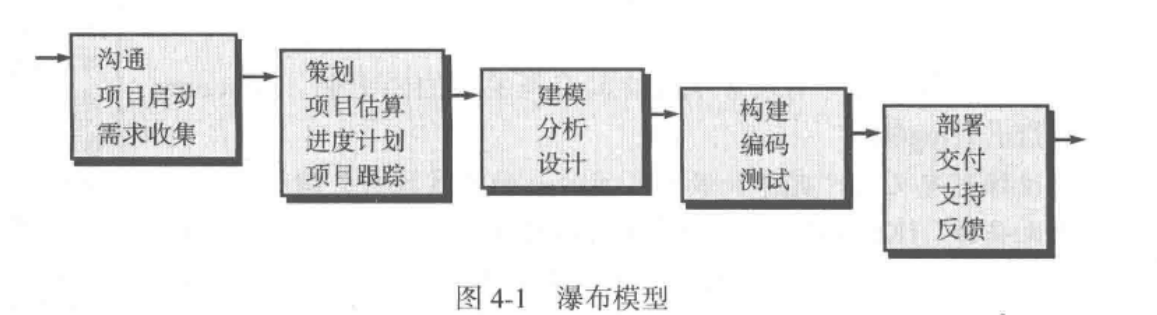 沟通
项目启动
需求收集
策划
项目估算
进度计划
项目跟踪
建模
分析
设计
构建
编码
测试
部署
交付
支持
反馈
图 4-1 瀑布模型